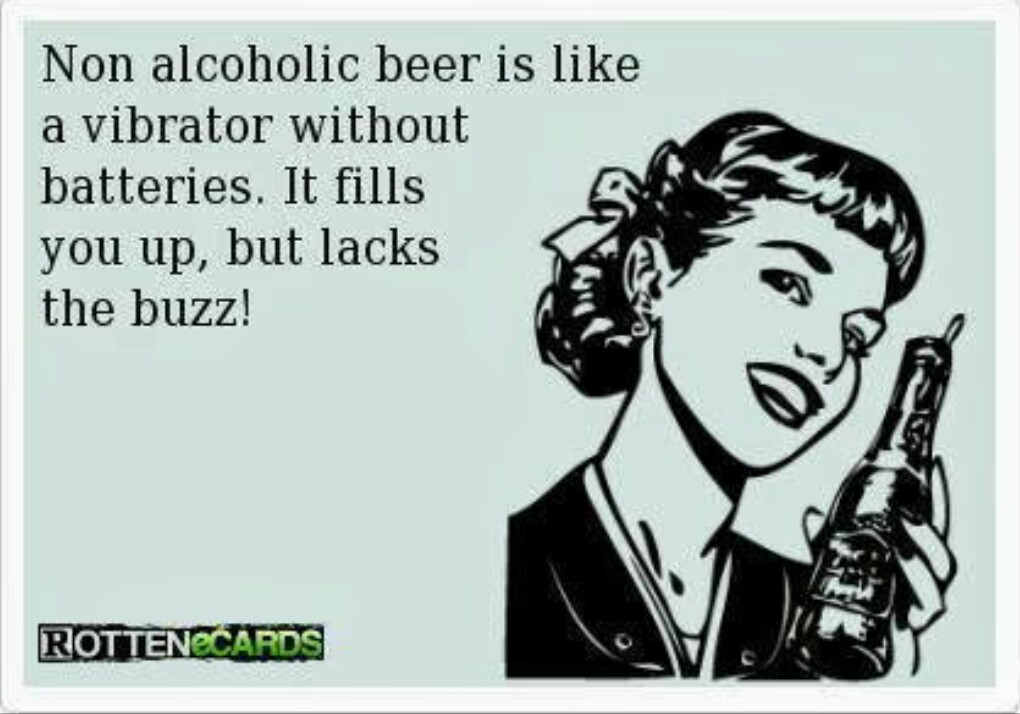 Non alcoholic beer is like
a vibrator without
batteries. It fills
you up, but lacks
the buzz!
ROTTENeCARDS